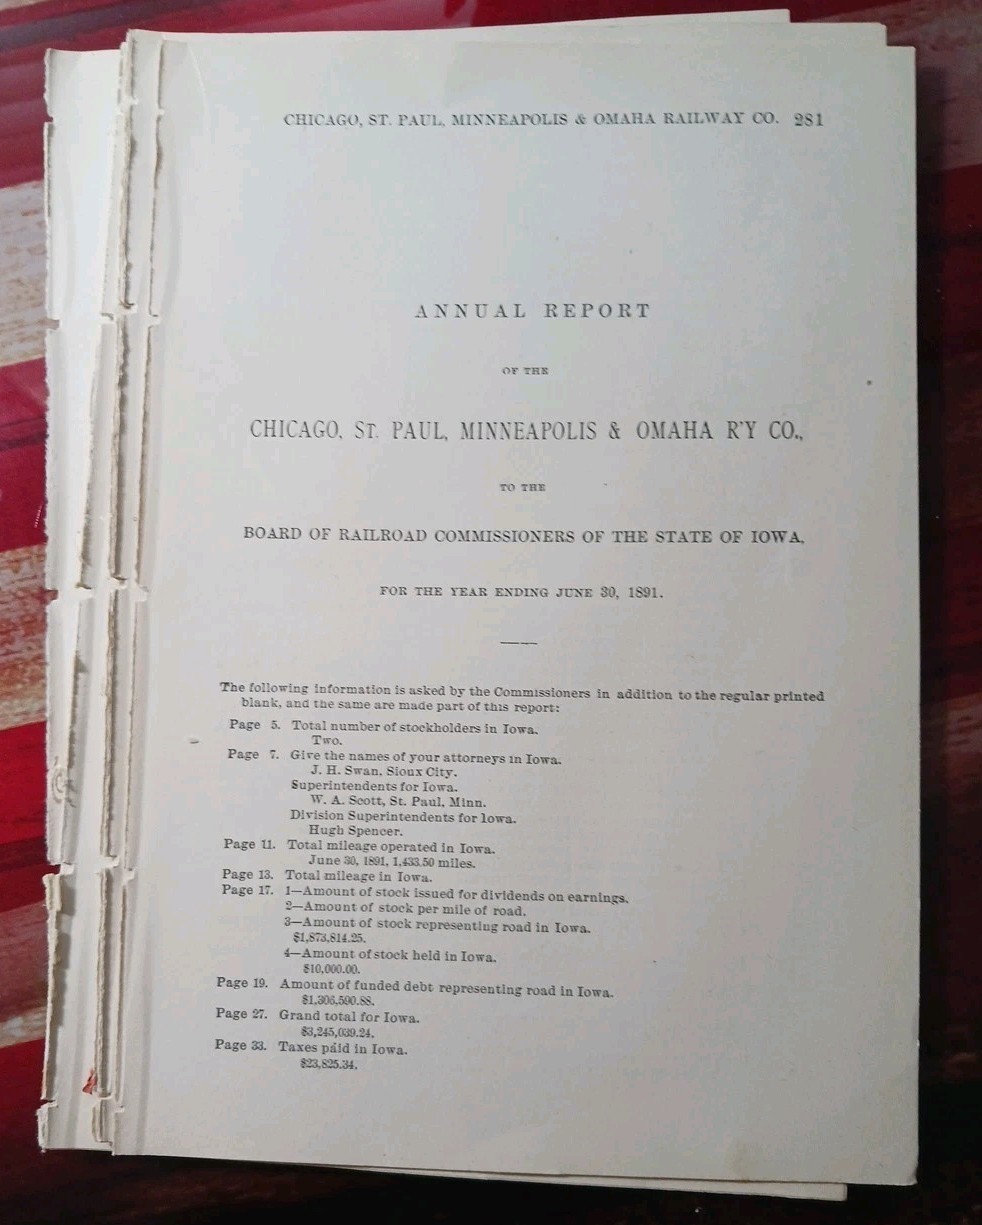 CHICAGO, ST. PAUL, MINNEAPOLIS & OMAHA RAILWAY CO. 281
ANNUAL REPORT
OF THE
CHICAGO, ST. PAUL, MINNEAPOLIS & OMAHA R'Y CO.,
TO THE
BOARD OF RAILROAD COMMISSIONERS OF THE STATE OF IOWA,
FOR THE YEAR ENDING JUNE 30, 1891.
The following information is asked by the Commissioners in addition to the regular printed
blank, and the same are made part of this report:
Page 5. Total number of stockholders in Iowa.
Two.
Page 7. Give the names of your attorneys in Iowa.
J. H. Swan, Sioux City.
Superintendents for Iowa.
W. A. Scott, St. Paul, Minn.
Division Superintendents for Iowa.
Hugh Spencer.
Page 11. Total mileage operated in Iowa.
June 30, 1891, 1,433.50 miles.
Page 13. Total mileage in Iowa.
Page 17. 1—Amount of stock issued for dividends on earnings.
2—Amount of stock per mile of road.
3—Amount of stock representing road in Iowa.
$1,873,814.25.
4—Amount of stock held in Iowa.
$10,000.00.
Page 19. Amount of funded debt representing road in Iowa.
$1,306,590.88.
Page 27. Grand total for Iowa.
$3,245,039.24.
Page 33. Taxes paid in Iowa.
$23,825.34.